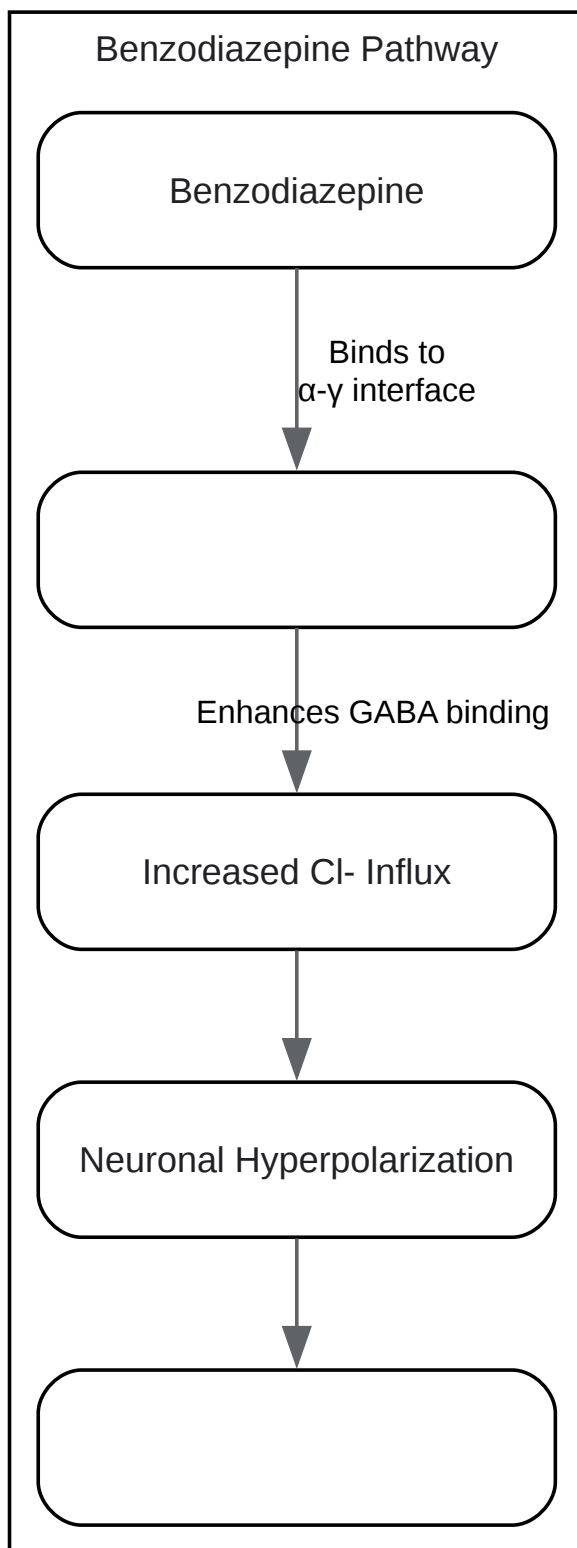 Benzodiazepine Pathway
Benzodiazepine
Binds to
α-γ interface
Enhances GABA binding
Increased Cl- Influx
Neuronal Hyperpolarization